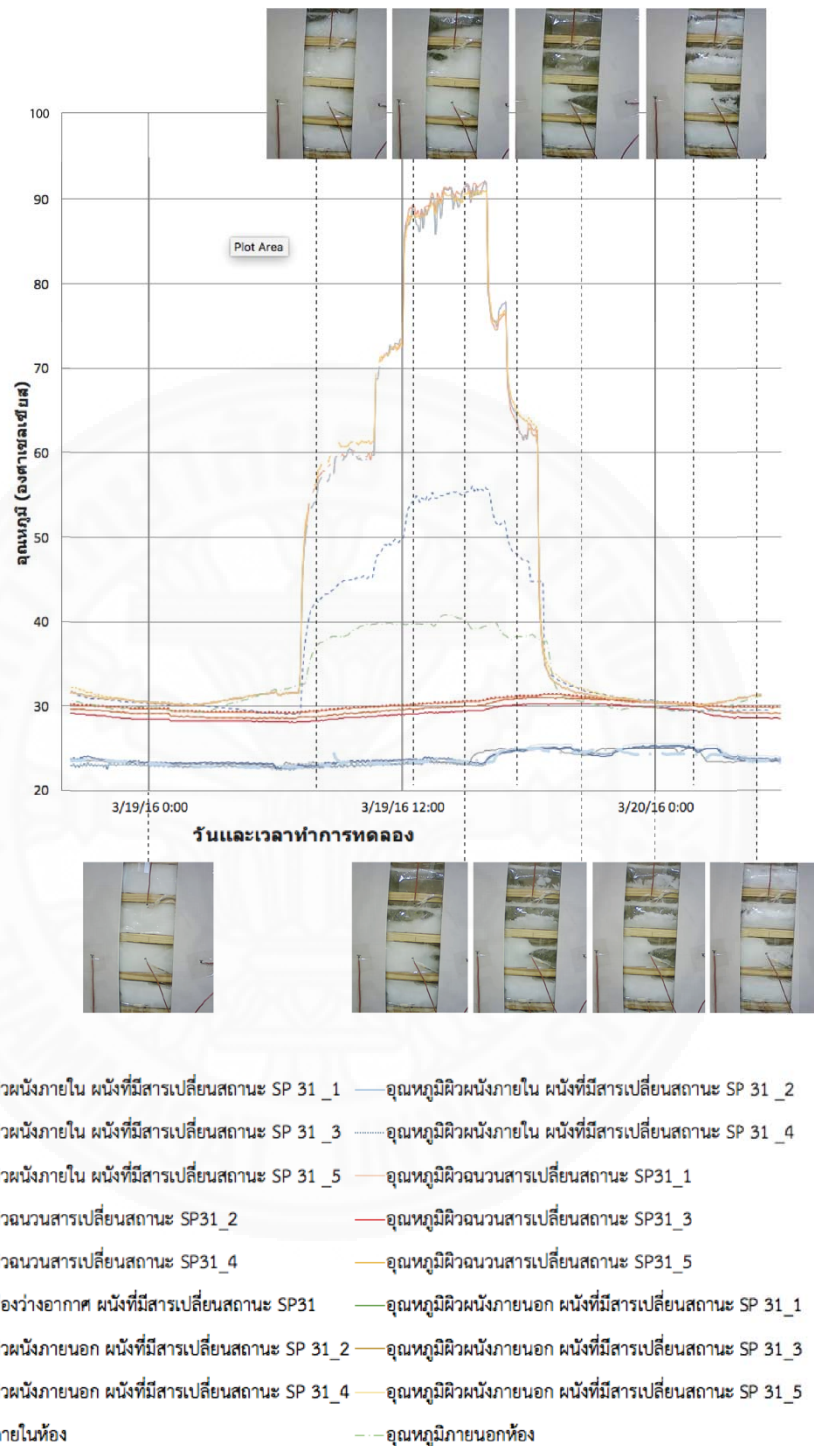 100
90
Plot Area
80
70
60
50
40
30
20
อุณหภูมิ (องศาเซลเซียส)
3/19/16 0:00 3/19/16 12:00 3/20/16 0:00
วันและเวลาทำการทดลอง
วผนังภายใน ผนังที่มีสารเปลี่ยนสถานะ SP 31 _1 อุณหภูมิผิวผนังภายใน ผนังที่มีสารเปลี่ยนสถานะ SP 31 _2
วผนังภายใน ผนังที่มีสารเปลี่ยนสถานะ SP 31 _3 อุณหภูมิผิวผนังภายใน ผนังที่มีสารเปลี่ยนสถานะ SP 31 _4
วผนังภายใน ผนังที่มีสารเปลี่ยนสถานะ SP 31 _5 อุณหภูมิผิวฉนวนสารเปลี่ยนสถานะ SP31_1
วฉนวนสารเปลี่ยนสถานะ SP31_2 อุณหภูมิผิวฉนวนสารเปลี่ยนสถานะ SP31_3
วฉนวนสารเปลี่ยนสถานะ SP31_4 อุณหภูมิผิวฉนวนสารเปลี่ยนสถานะ SP31_5
องว่างอากาศ ผนังที่มีสารเปลี่ยนสถานะ SP31 อุณหภูมิผิวผนังภายนอก ผนังที่มีสารเปลี่ยนสถานะ SP 31_1
วผนังภายนอก ผนังที่มีสารเปลี่ยนสถานะ SP 31_2 อุณหภูมิผิวผนังภายนอก ผนังที่มีสารเปลี่ยนสถานะ SP 31_3
วผนังภายนอก ผนังที่มีสารเปลี่ยนสถานะ SP 31_4 อุณหภูมิผิวผนังภายนอก ผนังที่มีสารเปลี่ยนสถานะ SP 31_5
ายในห้อง อุณหภูมิภายนอกห้อง